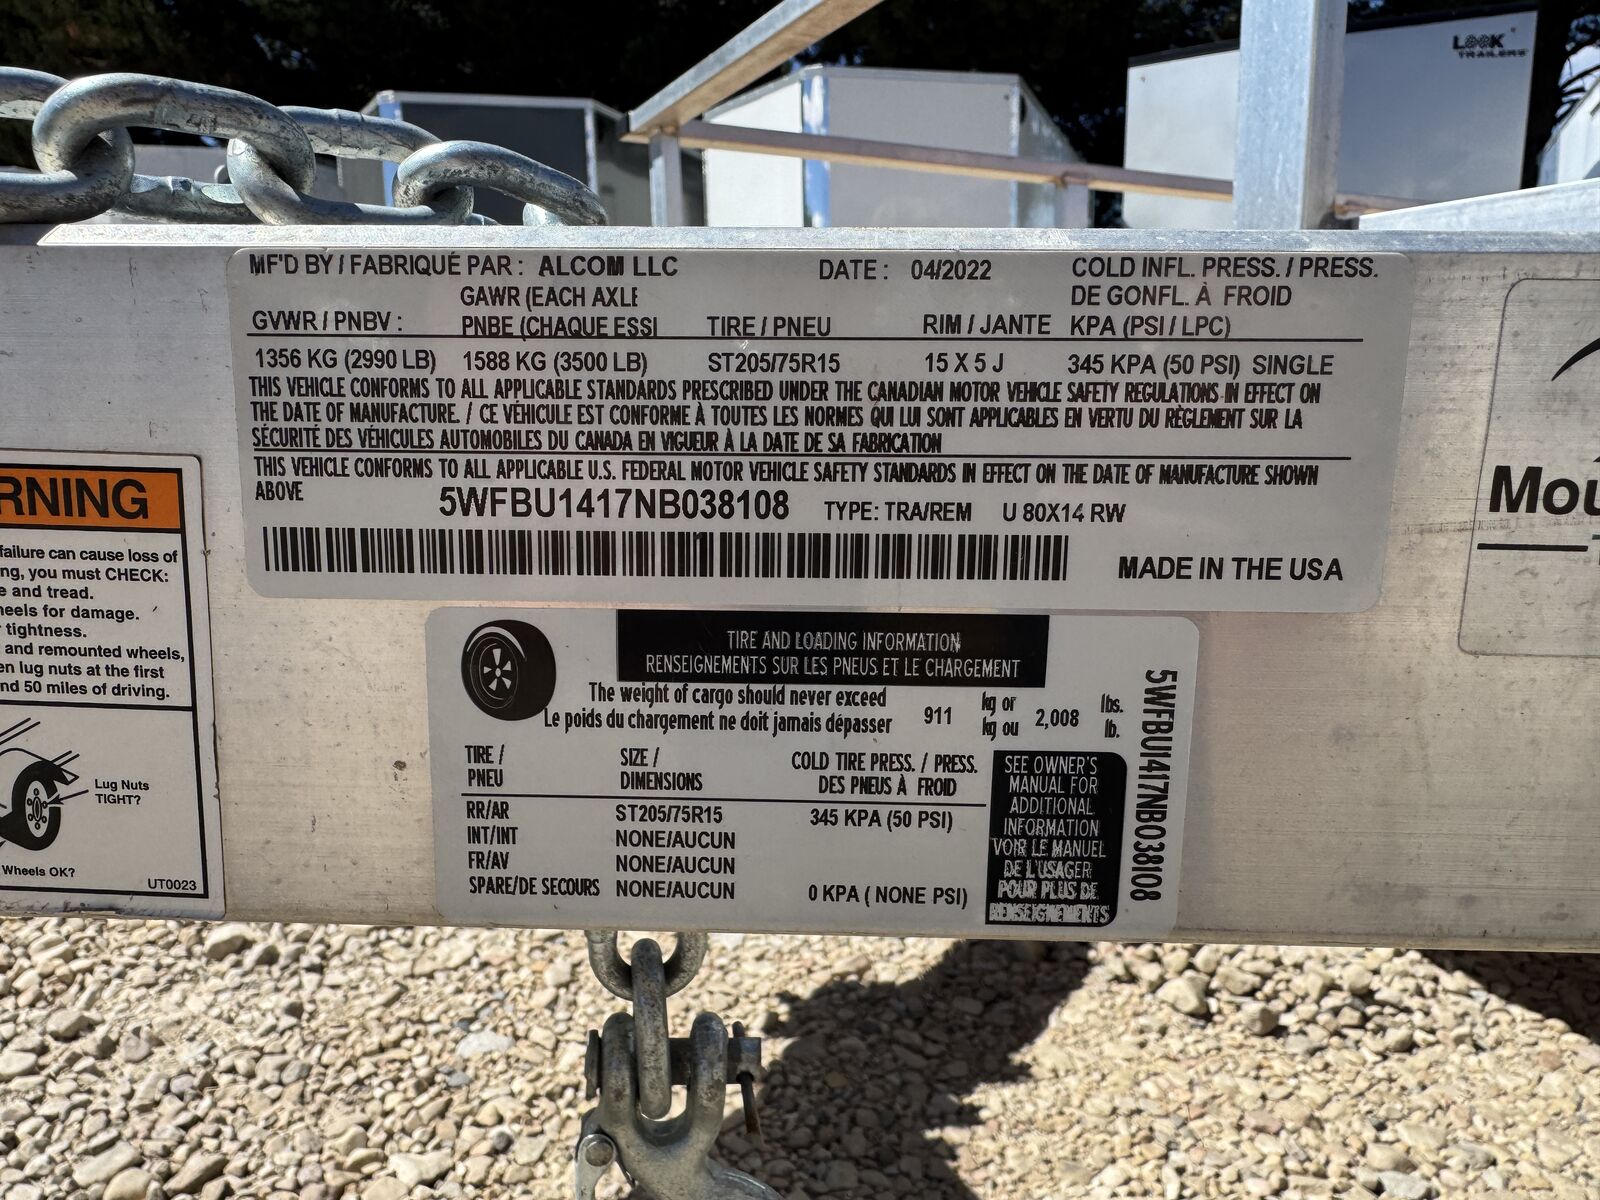 LOOK
TRAILERS
MF'D BY / FABRIQUÉ PAR : ALCOM LLC DATE : 04/2022 COLD INFL. PRESS. / PRESS.
GAWR (EACH AXLE DE GONFL. À FROID
GVWR / PNBV : PNBE (CHAQUE ESSI TIRE / PNEU RIM / JANTE KPA (PSI / LPC)
1356 KG (2990 LB) 1588 KG (3500 LB) ST205/75R15 15 X 5 J 345 KPA (50 PSI) SINGLE
THIS VEHICLE CONFORMS TO ALL APPLICABLE STANDARDS PRESCRIBED UNDER THE CANADIAN MOTOR VEHICLE SAFETY REGULATIONS IN EFFECT ON
THE DATE OF MANUFACTURE. / CE VÉHICULE EST CONFORME À TOUTES LES NORMES QUI LUI SONT APPLICABLES EN VERTU DU RÈGLEMENT SUR LA
SÉCURITÉ DES VÉHICULES AUTOMOBILES DU CANADA EN VIGUEUR À LA DATE DE SA FABRICATION
THIS VEHICLE CONFORMS TO ALL APPLICABLE U.S. FEDERAL MOTOR VEHICLE SAFETY STANDARDS IN EFFECT ON THE DATE OF MANUFACTURE SHOWN
ABOVE 5WFBU1417NB038108 TYPE: TRA/REM U 80X14 RW
MADE IN THE USA
RNING
failure can cause loss of
ng, you must CHECK:
e and tread.
heels for damage.
tightness.
and remounted wheels,
en lug nuts at the first
nd 50 miles of driving.
Lug Nuts
TIGHT?
Wheels OK?
UT0023
TIRE AND LOADING INFORMATION
RENSEIGNEMENTS SUR LES PNEUS ET LE CHARGEMENT
The weight of cargo should never exceed kg or lbs.
Le poids du chargement ne doit jamais dépasser 911 kg ou 2,008 lb.
TIRE / SIZE / COLD TIRE PRESS. / PRESS.
PNEU DIMENSIONS DES PNEUS À FROID
RR/AR ST205/75R15 345 KPA (50 PSI)
INT/INT NONE/AUCUN
FR/AV NONE/AUCUN
SPARE/DE SECOURS NONE/AUCUN 0 KPA ( NONE PSI)
SEE OWNER'S
MANUAL FOR
ADDITIONAL
INFORMATION
VOIR LE MANUEL
DE L'USAGER
POUR PLUS DE
RENSEIGNEMENTS
5WFBU1417NB038108
Mou